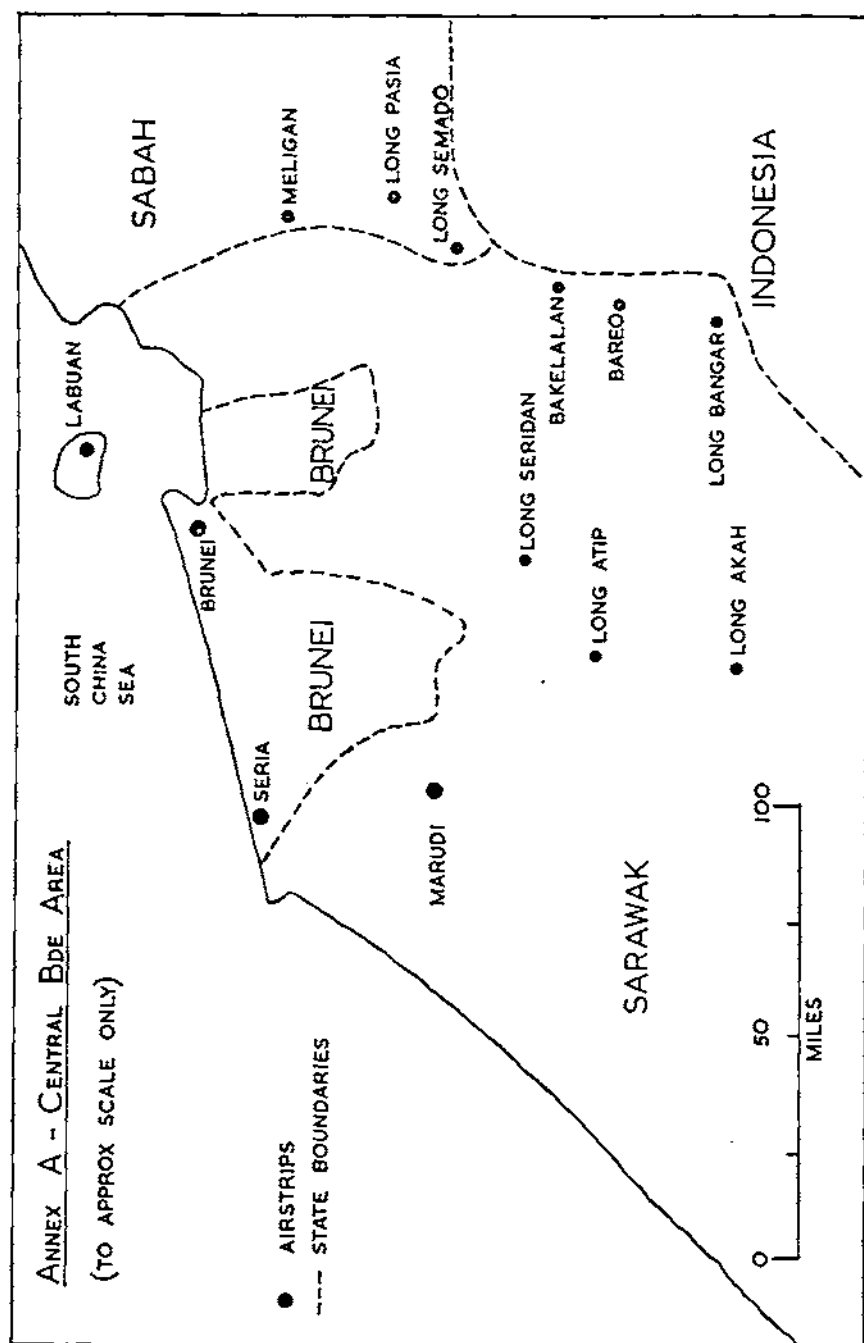 ANNEX A - CENTRAL BDE AREA
(TO APPROX SCALE ONLY)
● AIRSTRIPS
--- STATE BOUNDARIES
SOUTH
CHINA
SEA
LABUAN
SABAH
BRUNEI
SERIA
BRUNEI
BRUNEI
MELIGAN
LONG PASIA
LONG SEMADO
MARUDI
LONG SERIDAN
BAKELALAN
LONG ATIP
BAREO
SARAWAK
LONG AKAH
LONG BANGAR
INDONESIA
0 50 100
MILES